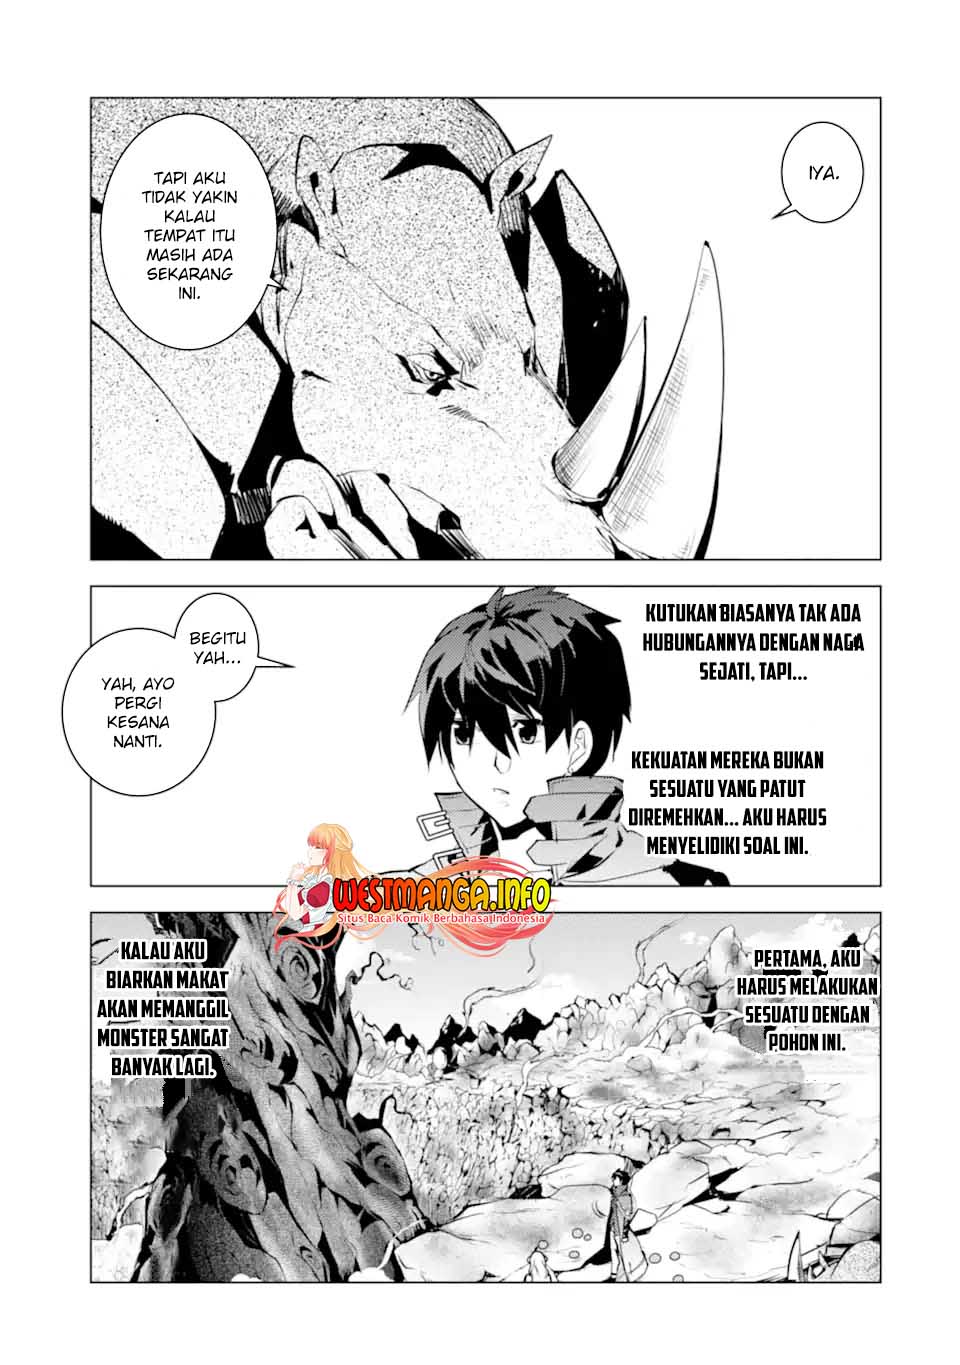 IYA.
TAPI AKU
TIDAK YAKIN
KALAU
TEMPAT ITU
MASIH ADA
SEKARANG
INI.
KUTUKAN BIASANYA TAK ADA
HUBUNGANNYA DENGAN NAGA
SEJATI, TAPI...
KEKUATAN MEREKA BUKAN
SESUATU YANG PATUT
DIREMEHKAN... AKU HARUS
MENYELIDIKI SOAL INI.
BEGITU
YAH...
YAH, AYO
PERGI
KESANA
NANTI.
WESTMANGA.INFO
Situs Baca Komik Berbahasa Indonesia
PERTAMA, AKU
HARUS MELAKUKAN
SESUATU DENGAN
POHON INI.
KALAU AKU
BIARKAN MAKAT
AKAN MEMANGGIL
MONSTER SANGAT
BANYAK LAGI.